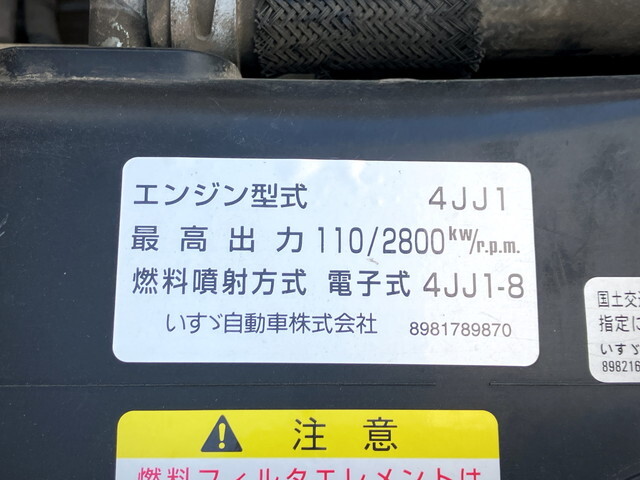 エンジン型式 4JJ1
最高出力 110/2800kW/r.p.m.
燃料噴射方式 電子式 4JJ1-8
いすゞ自動車株式会社 8981789870
国土交
指定に
いすゞ
898216
注意
燃料フィルタエレメントは